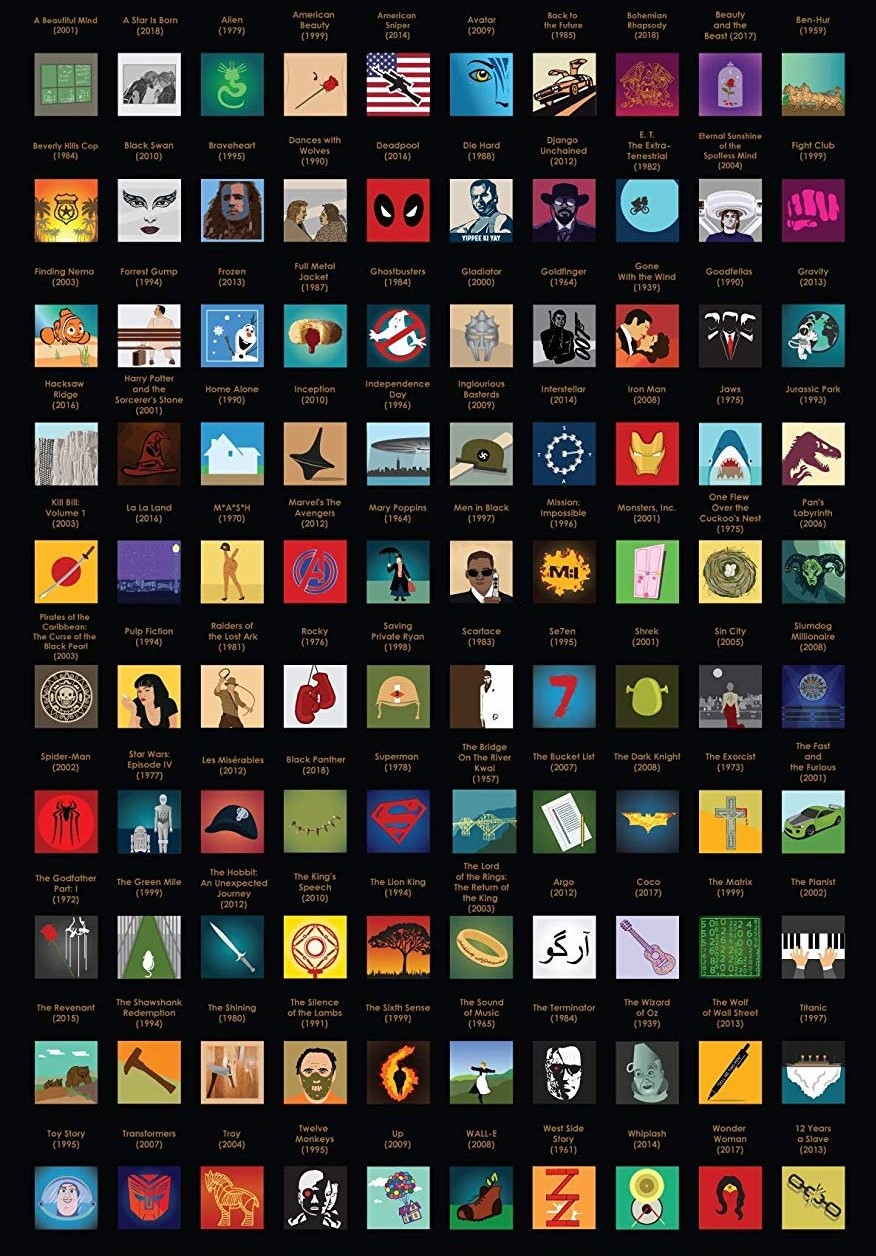 A Beautiful Mind
(2001)
A Star Is Born
(2018)
Alien
(1979)
American
Beauty
(1999)
American
Sniper
(2014)
Avatar
(2009)
Back to
the Future
(1985)
Bohemian
Rhapsody
(2018)
Beauty
and the
Beast (2017)
Ben-Hur
(1959)
Beverly Hills Cop
(1984)
Black Swan
(2010)
Braveheart
(1995)
Dances with
Wolves
(1990)
Deadpool
(2016)
Die Hard
(1988)
Django
Unchained
(2012)
E. T.
The Extra-
Terrestrial
(1982)
Eternal Sunshine
of the
Spotless Mind
(2004)
Fight Club
(1999)
YIPPEE KI YAY
Finding Nemo
(2003)
Forrest Gump
(1994)
Frozen
(2013)
Full Metal
Jacket
(1987)
Ghostbusters
(1984)
Gladiator
(2000)
Goldfinger
(1964)
Gone
With the Wind
(1939)
Goodfellas
(1990)
Gravity
(2013)
007
Hacksaw
Ridge
(2016)
Harry Potter
and the
Sorcerer's Stone
(2001)
Home Alone
(1990)
Inception
(2010)
Independence
Day
(1996)
Inglourious
Basterds
(2009)
Interstellar
(2014)
Iron Man
(2008)
Jaws
(1975)
Jurassic Park
(1993)
S
T
A
Y
Kill Bill:
Volume 1
(2003)
La La Land
(2016)
M*A*S*H
(1970)
Marvel's The
Avengers
(2012)
Mary Poppins
(1964)
Men in Black
(1997)
Mission:
Impossible
(1996)
Monsters, Inc.
(2001)
One Flew
Over the
Cuckoo's Nest
(1975)
Pan's
Labyrinth
(2006)
A
M:I
Pirates of the
Caribbean:
The Curse of the
Black Pearl
(2003)
Pulp Fiction
(1994)
Raiders of
the Lost Ark
(1981)
Rocky
(1976)
Saving
Private Ryan
(1998)
Scarface
(1983)
Se7en
(1995)
Shrek
(2001)
Sin City
(2005)
Slumdog
Millionaire
(2008)
7
Spider-Man
(2002)
Star Wars:
Episode IV
(1977)
Les Misérables
(2012)
Black Panther
(2018)
Superman
(1978)
The Bridge
On The River
Kwai
(1957)
The Bucket List
(2007)
The Dark Knight
(2008)
The Exorcist
(1973)
The Fast
and the
Furious
(2001)
S
The Godfather
Part: I
(1972)
The Green Mile
(1999)
The Hobbit:
An Unexpected
Journey
(2012)
The King's
Speech
(2010)
The Lion King
(1994)
The Lord
of the Rings:
The Return of
the King
(2003)
Argo
(2012)
Coco
(2017)
The Matrix
(1999)
The Pianist
(2002)
آرگو
The Revenant
(2015)
The Shawshank
Redemption
(1994)
The Shining
(1980)
The Silence
of the Lambs
(1991)
The Sixth Sense
(1999)
The Sound
of Music
(1965)
The Terminator
(1984)
The Wizard
of Oz
(1939)
The Wolf
of Wall Street
(2013)
Titanic
(1997)
6
Toy Story
(1995)
Transformers
(2007)
Troy
(2004)
Twelve
Monkeys
(1995)
Up
(2009)
WALL-E
(2008)
West Side
Story
(1961)
Whiplash
(2014)
Wonder
Woman
(2017)
12 Years
a Slave
(2013)